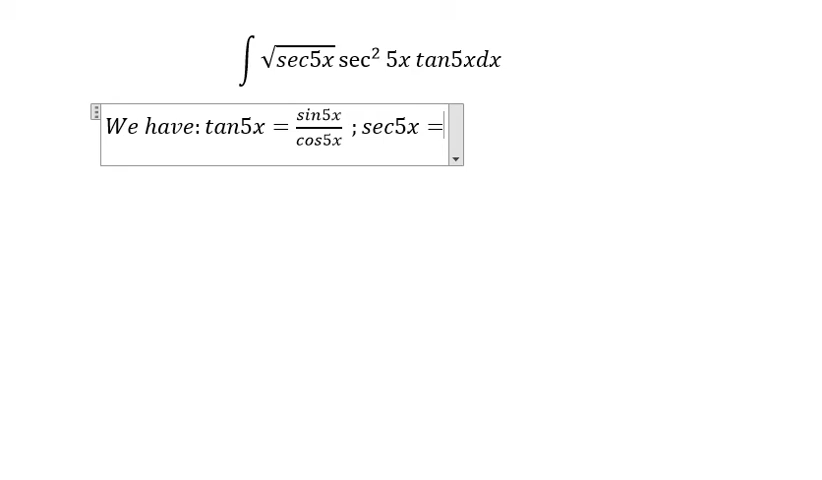 ∫ √sec5x sec² 5x tan5xdx
We have: tan5x = sin5x/cos5x ; sec5x =